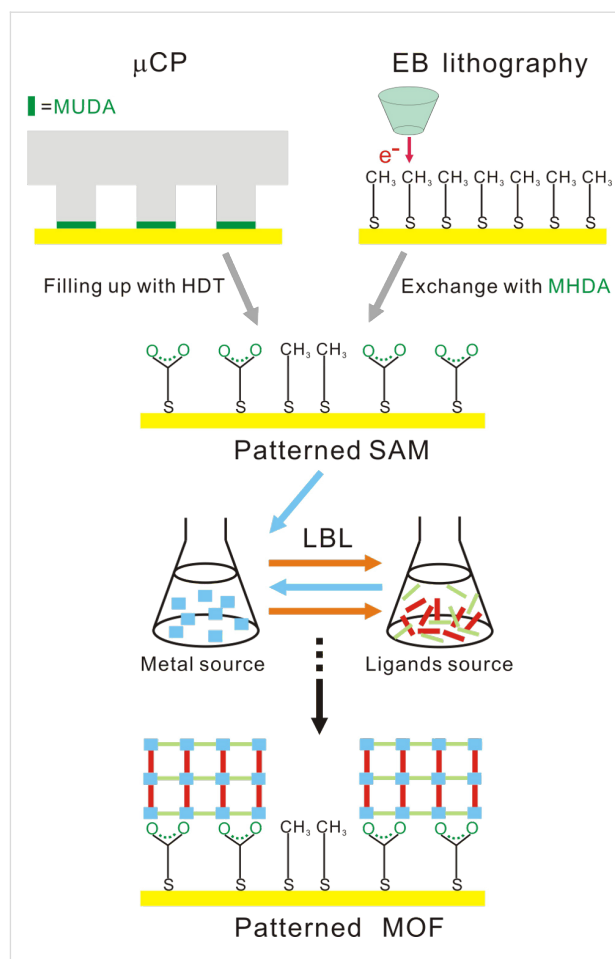 μCP
EB lithography
=MUDA
e-
CH3 CH3 CH3 CH3 CH3 CH3 CH3
S S S S S S S
Filling up with HDT
Exchange with MHDA
O O O O CH3 CH3 O O O O
S S S S S S
Patterned SAM
LBL
Metal source
Ligands source
O O O O CH3 CH3 O O O O
S S S S S S
Patterned MOF